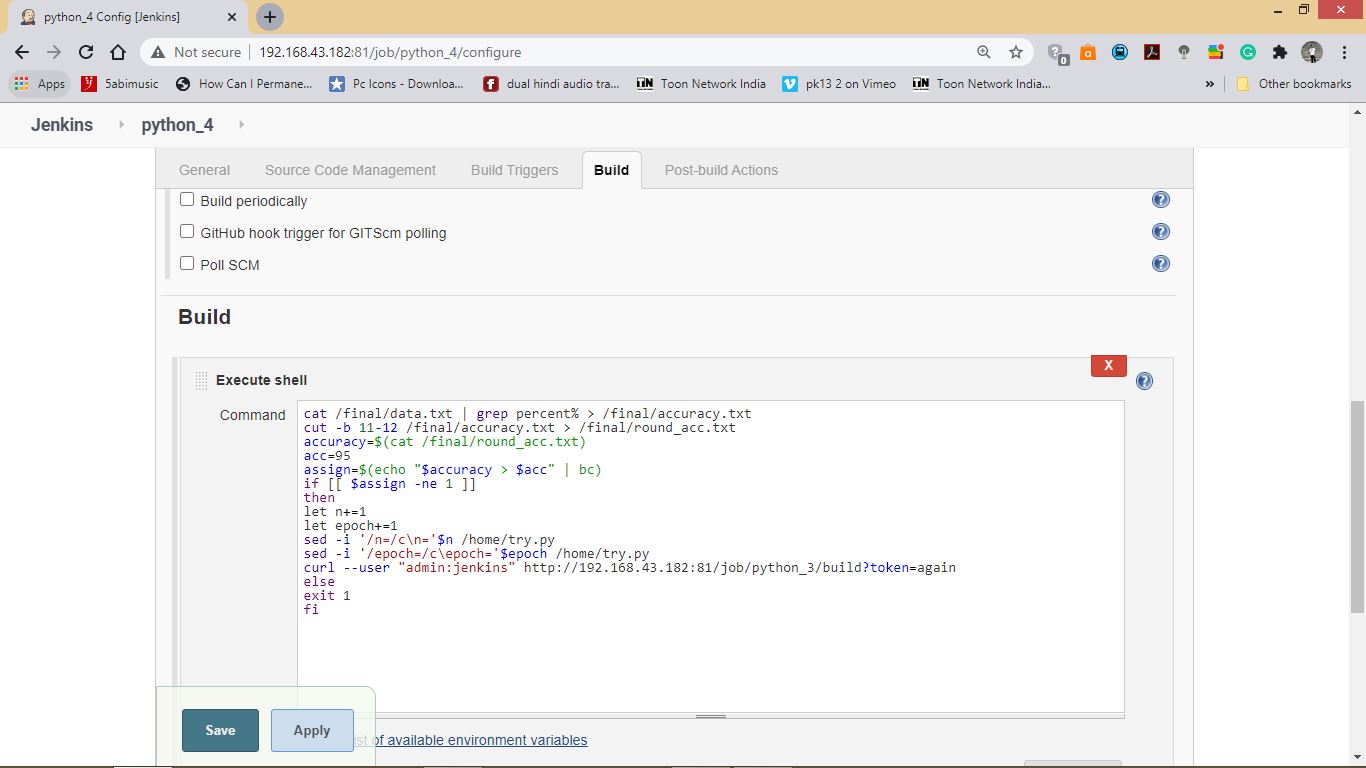 python_4 Config [Jenkins]
Not secure
192.168.43.182:81/job/python_4/configure
Apps
5abimusic
How Can I Permane...
Pc Icons - Downloa...
dual hindi audio tra...
Toon Network India
pk13 2 on Vimeo
Toon Network India...
»
Other bookmarks
Jenkins
python_4
General
Source Code Management
Build Triggers
Build
Post-build Actions
Build periodically
GitHub hook trigger for GITScm polling
Poll SCM
Build
X
Execute shell
Command
cat /final/data.txt | grep percent% > /final/accuracy.txt
cut -b 11-12 /final/accuracy.txt > /final/round_acc.txt
accuracy=$(cat /final/round_acc.txt)
acc=95
assign=$(echo "$accuracy > $acc" | bc)
if [[ $assign -ne 1 ]]
then
let n+=1
let epoch+=1
sed -i '/n=/c\n='$n /home/try.py
sed -i '/epoch=/c\epoch='$epoch /home/try.py
curl --user "admin:jenkins" http://192.168.43.182:81/job/python_3/build?token=again
else
exit 1
fi
Save
Apply
list of available environment variables